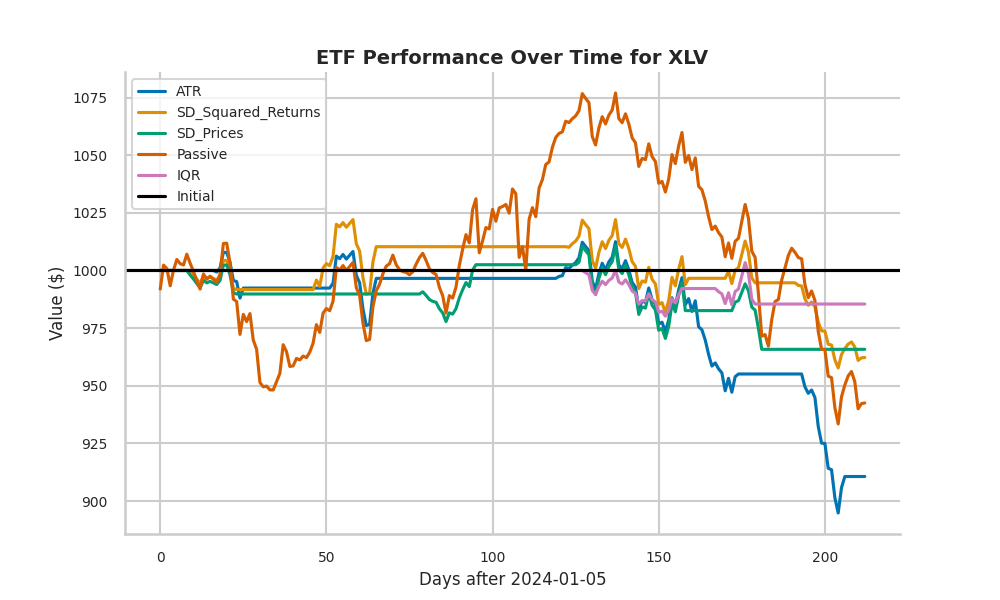 ETF Performance Over Time for XLV
ATR
SD_Squared_Returns
SD_Prices
Passive
IQR
Initial
Value ($)
1075
1050
1025
1000
975
950
925
900
0 50 100 150 200
Days after 2024-01-05